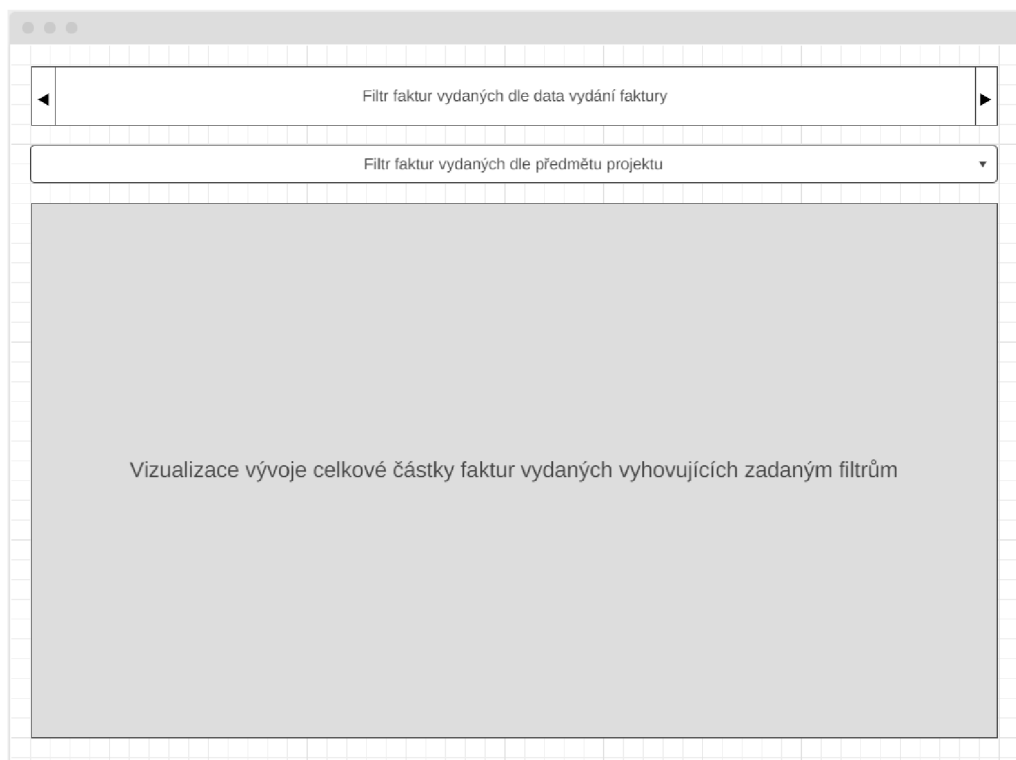 Filtr faktur vydaných dle data vydání faktury
Filtr faktur vydaných dle předmětu projektu
Vizualizace vývoje celkové částky faktur vydaných vyhovujících zadaným filtrům